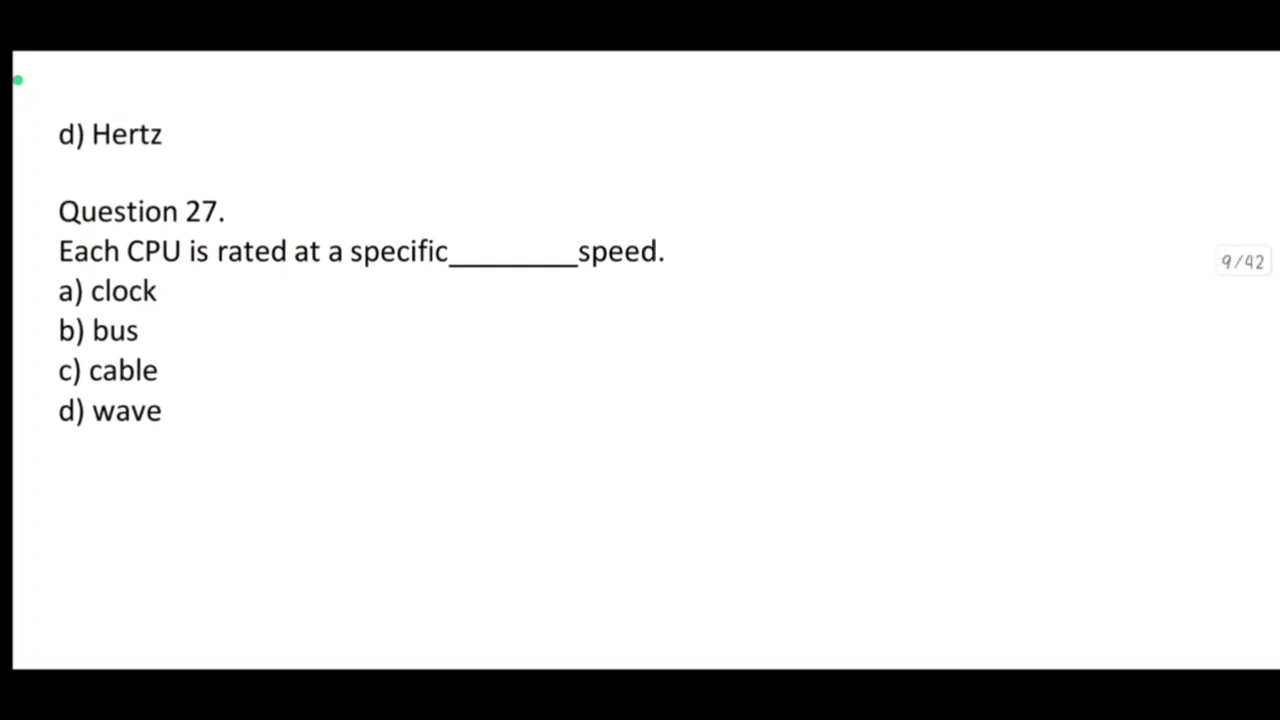 d) Hertz
Question 27.
Each CPU is rated at a specific_________speed.
9/42
a) clock
b) bus
c) cable
d) wave